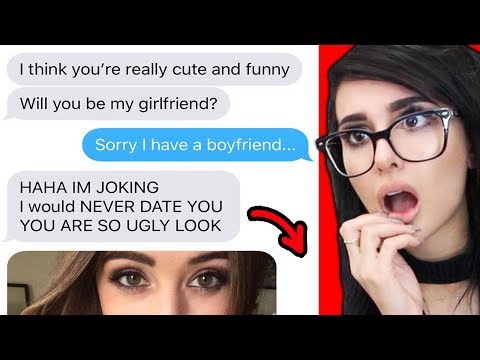 I think you're really cute and funny
Will you be my girlfriend?
Sorry I have a boyfriend...
HAHA IM JOKING
I would NEVER DATE YOU
YOU ARE SO UGLY LOOK